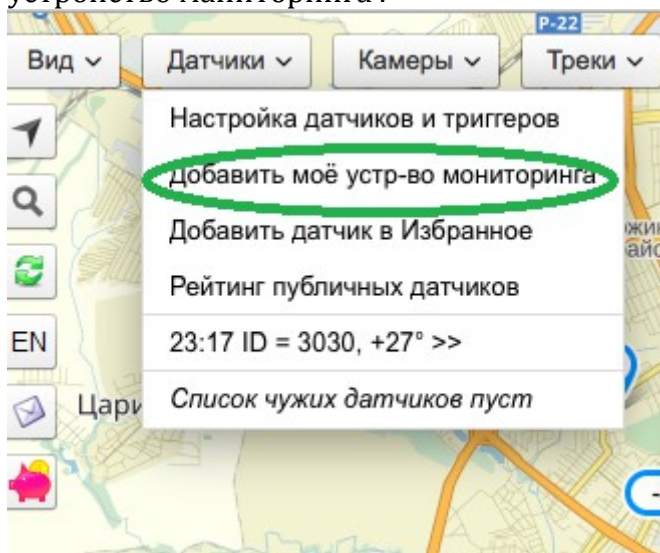 устройство мониторинга".
P-22
Вид Датчики Камеры Треки
Настройка датчиков и триггеров
Добавить моё устр-во мониторинга
Добавить датчик в Избранное
Рейтинг публичных датчиков
EN
23:17 ID = 3030, +27° >>
Список чужих датчиков пуст
Цари